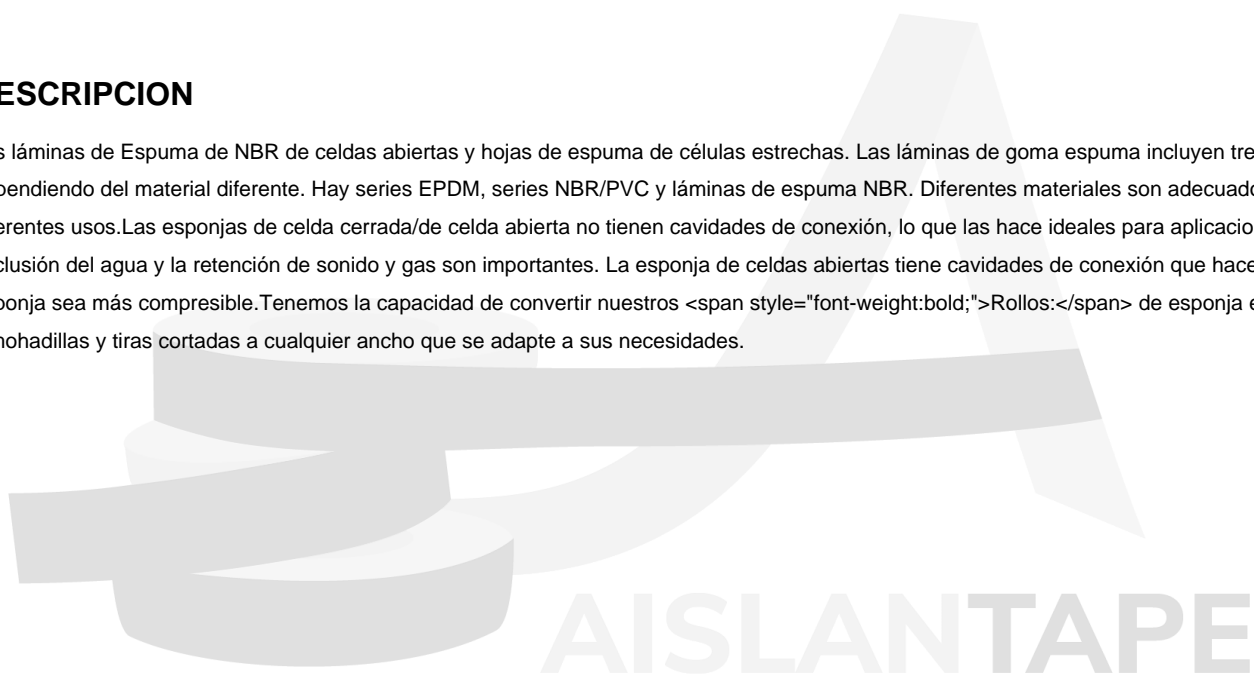 ESCRIPCION
s láminas de Espuma de NBR de celdas abiertas y hojas de espuma de células estrechas. Las láminas de goma espuma incluyen tre
pendiendo del material diferente. Hay series EPDM, series NBR/PVC y láminas de espuma NBR. Diferentes materiales son adecuado
erentes usos.Las esponjas de celda cerrada/de celda abierta no tienen cavidades de conexión, lo que las hace ideales para aplicacio
clusión del agua y la retención de sonido y gas son importantes. La esponja de celdas abiertas tiene cavidades de conexión que hace
ponja sea más compresible.Tenemos la capacidad de convertir nuestros <span style="font-weight:bold;">Rollos:</span> de esponja e
nohadillas y tiras cortadas a cualquier ancho que se adapte a sus necesidades.
AISLANTAPE